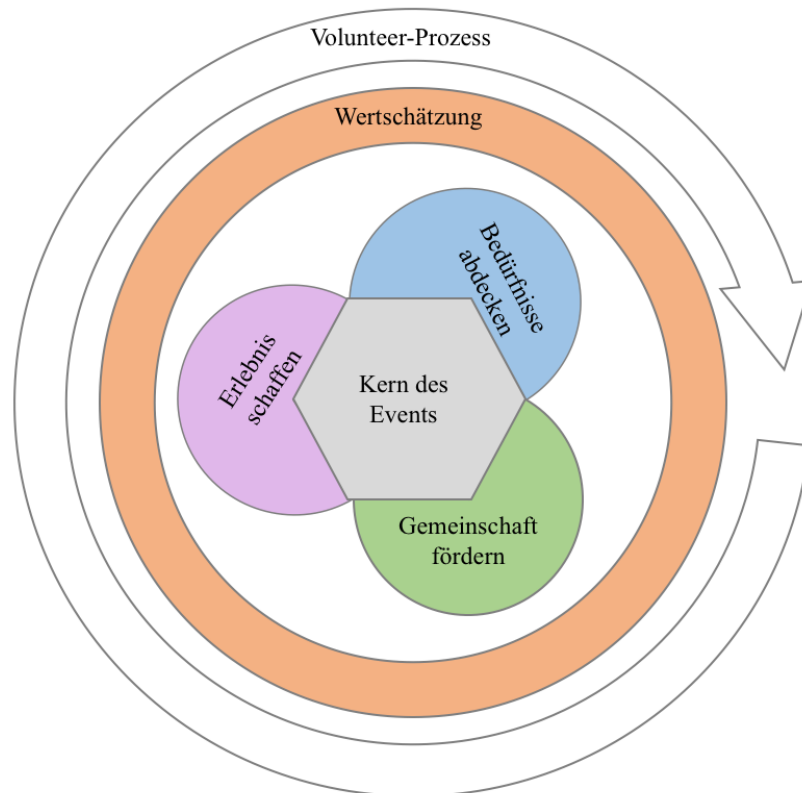 Volunteer-Prozess
Wertschätzung
Bedürfnisse
abdecken
Erlebnis
schaffen
Kern des
Events
Gemeinschaft
fördern